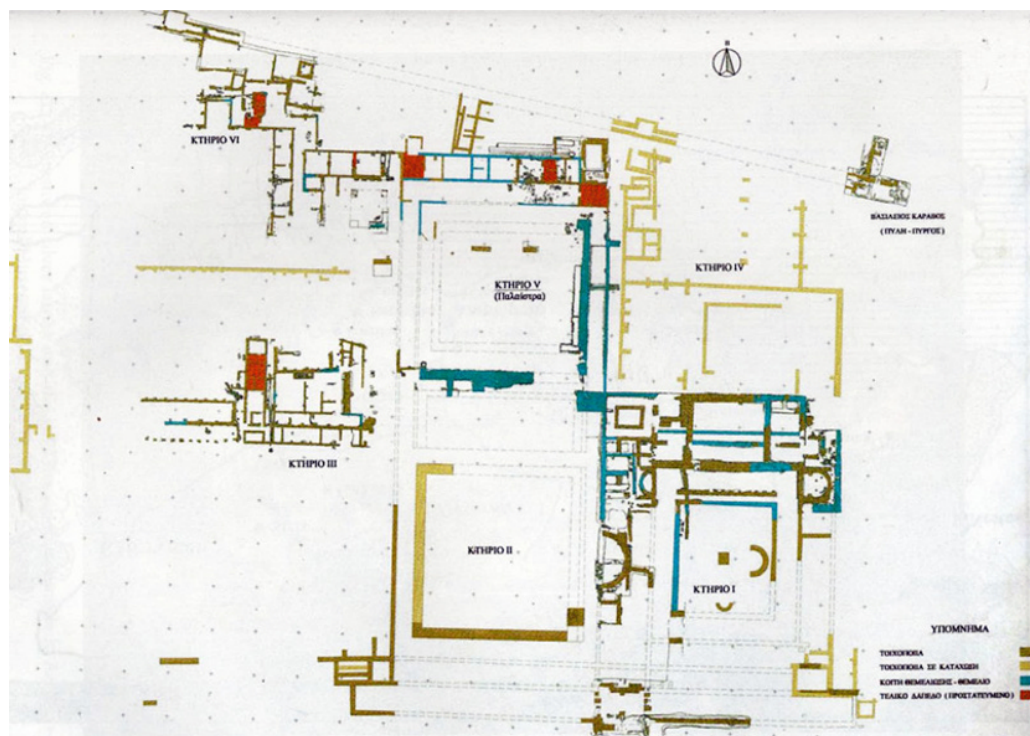 ΚΤΗΡΙΟ VI
ΒΑΣΙΛΕΙΟΣ ΚΑΡΑΒΟΣ
(ΠΥΛΗ - ΠΥΡΓΟΣ)
ΚΤΗΡΙΟ IV
ΚΤΗΡΙΟ V
(Παλαίστρα)
ΚΤΗΡΙΟ III
ΚΤΗΡΙΟ II
ΚΤΗΡΙΟ I
ΥΠΟΜΝΗΜΑ
ΤΟΙΧΟΠΟΙΙΑ
ΤΟΙΧΟΠΟΙΙΑ ΣΕ ΚΑΤΑΧΩΣΗ
ΚΟΙΤΗ ΘΕΜΕΛΙΩΣΗΣ - ΘΕΜΕΛΙΟ
ΤΕΛΙΚΟ ΔΑΠΕΔΟ (ΠΡΟΣΤΑΤΕΥΜΕΝΟ)